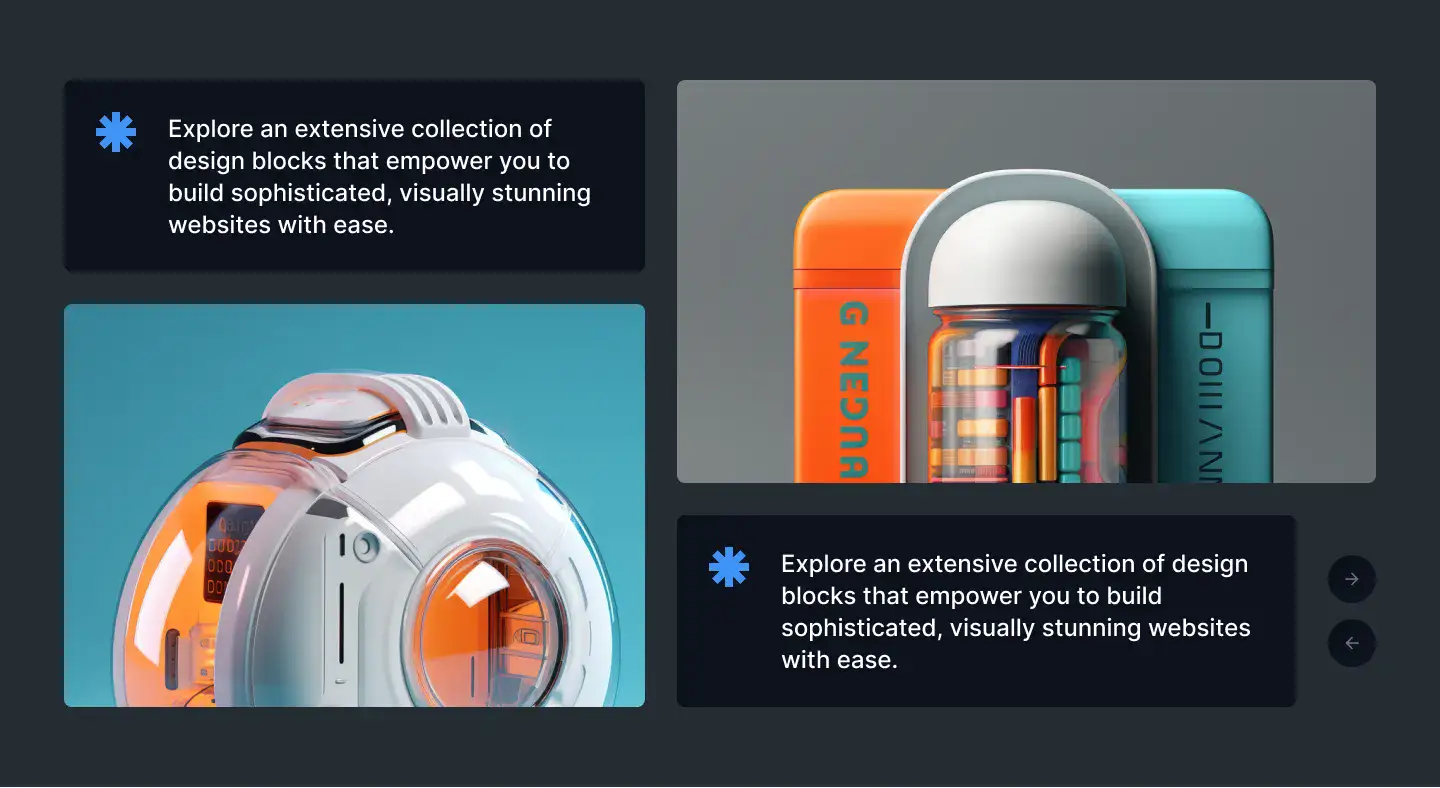 Explore an extensive collection of
design blocks that empower you to
build sophisticated, visually stunning
websites with ease.
Explore an extensive collection of design
blocks that empower you to build
sophisticated, visually stunning websites
with ease.